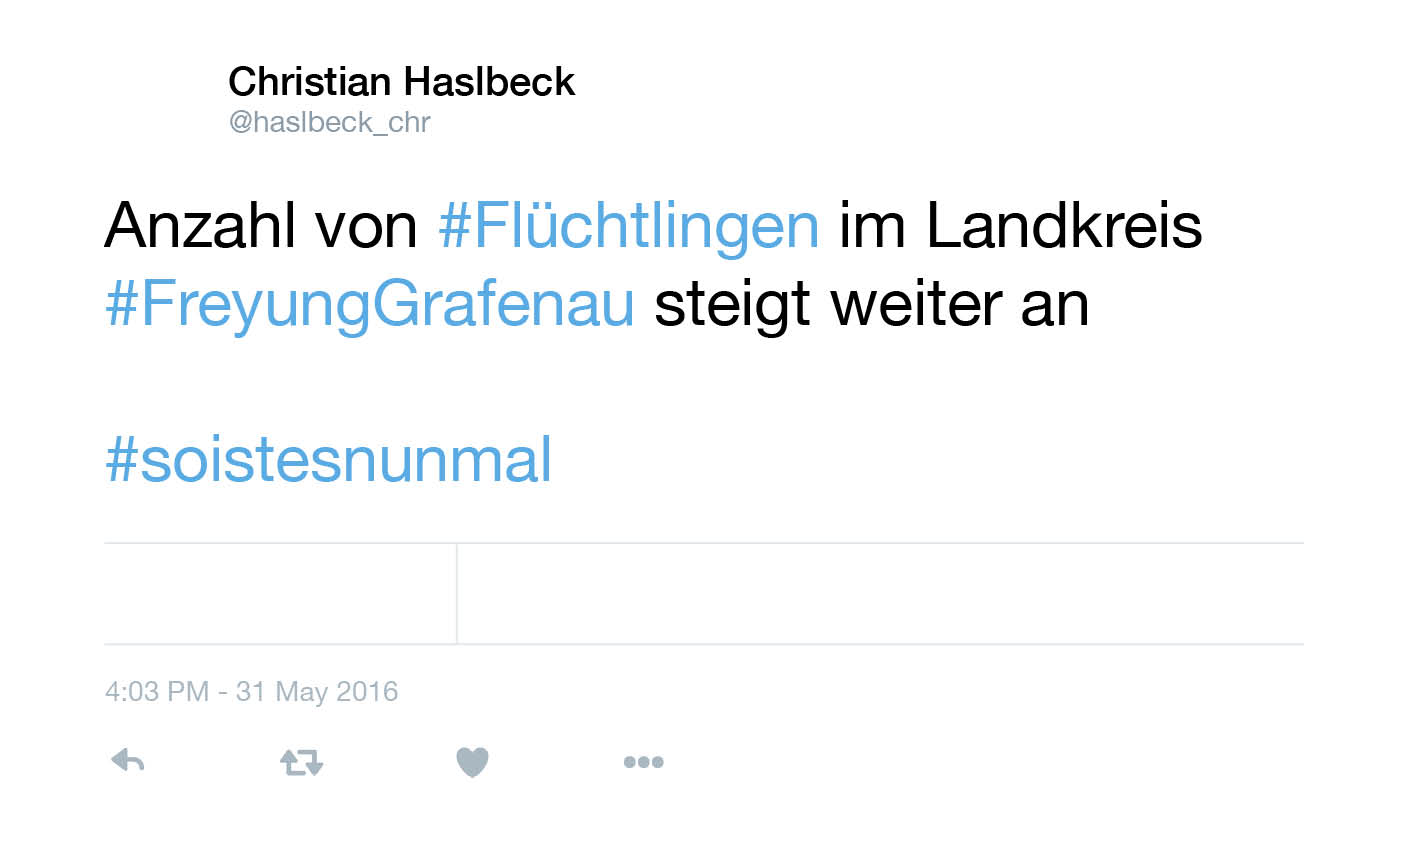 Christian Haslbeck
@haslbeck_chr
Anzahl von #Flüchtlingen im Landkreis
#FreyungGrafenau steigt weiter an
#soistesnunmal
4:03 PM - 31 May 2016